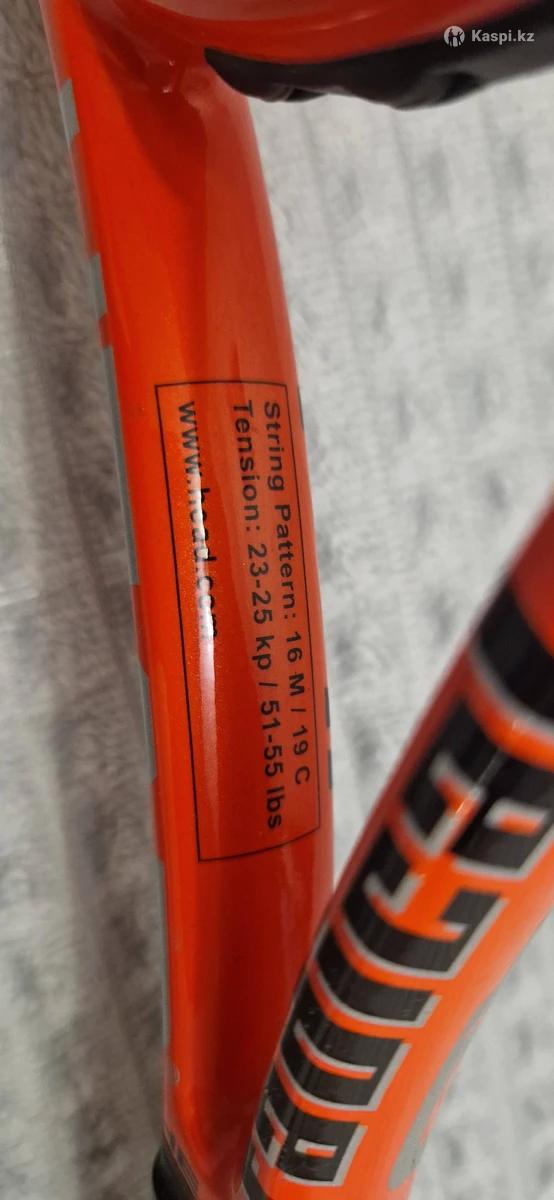 Kaspi.kz
String Pattern: 16 M / 19 C
Tension: 23-25 kp / 51-55 lbs
www.head.com